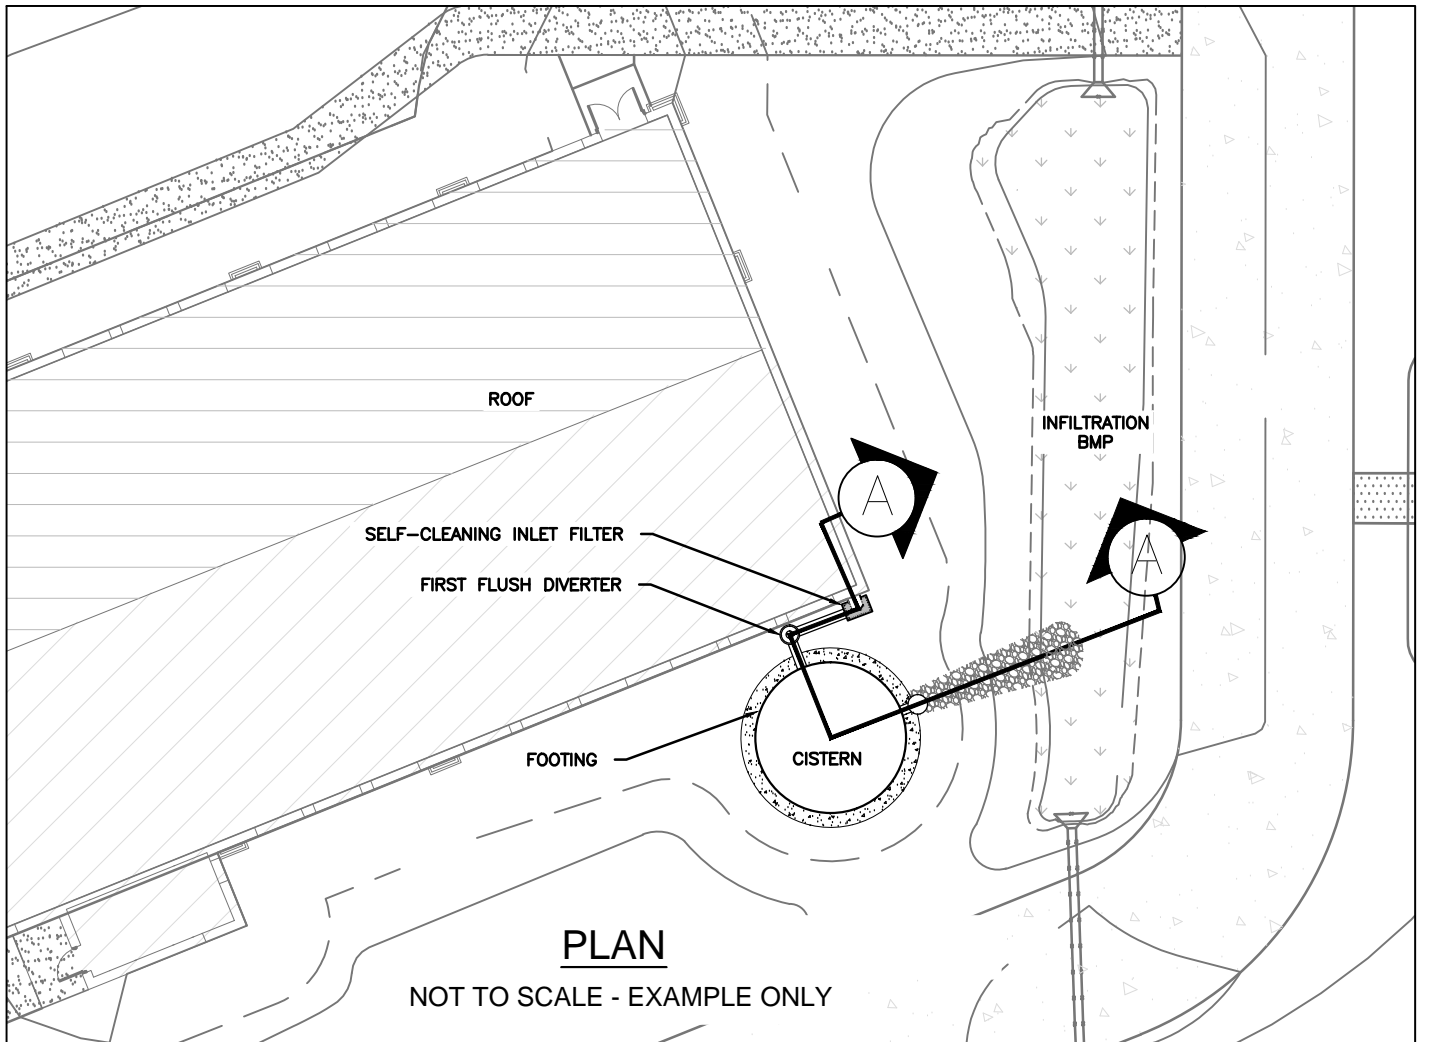 ROOF
INFILTRATION
BMP
A
SELF-CLEANING INLET FILTER
A
FIRST FLUSH DIVERTER
FOOTING
CISTERN
PLAN
NOT TO SCALE - EXAMPLE ONLY